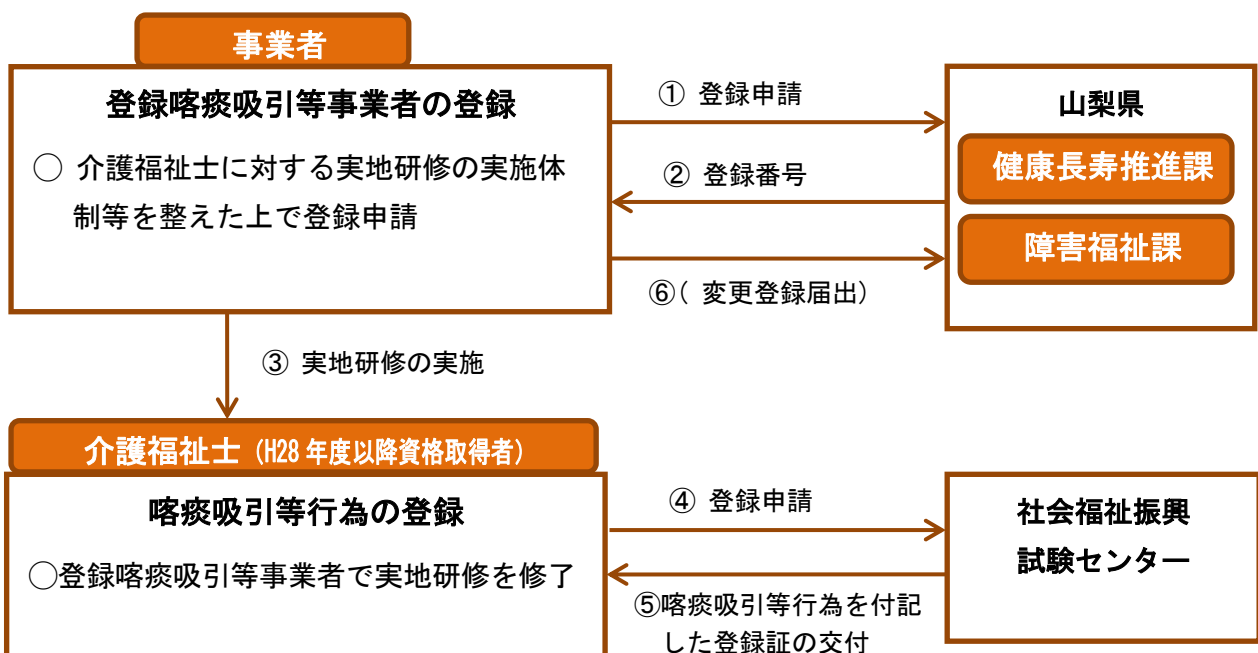 事業者
登録喀痰吸引等事業者の登録
○ 介護福祉士に対する実地研修の実施体
制等を整えた上で登録申請
① 登録申請
② 登録番号
⑥( 変更登録届出)
山梨県
健康長寿推進課
障害福祉課
③ 実地研修の実施
介護福祉士（H28 年度以降資格取得者）
喀痰吸引等行為の登録
○登録喀痰吸引等事業者で実地研修を修了
④ 登録申請
⑤喀痰吸引等行為を付記
した登録証の交付
社会福祉振興
試験センター